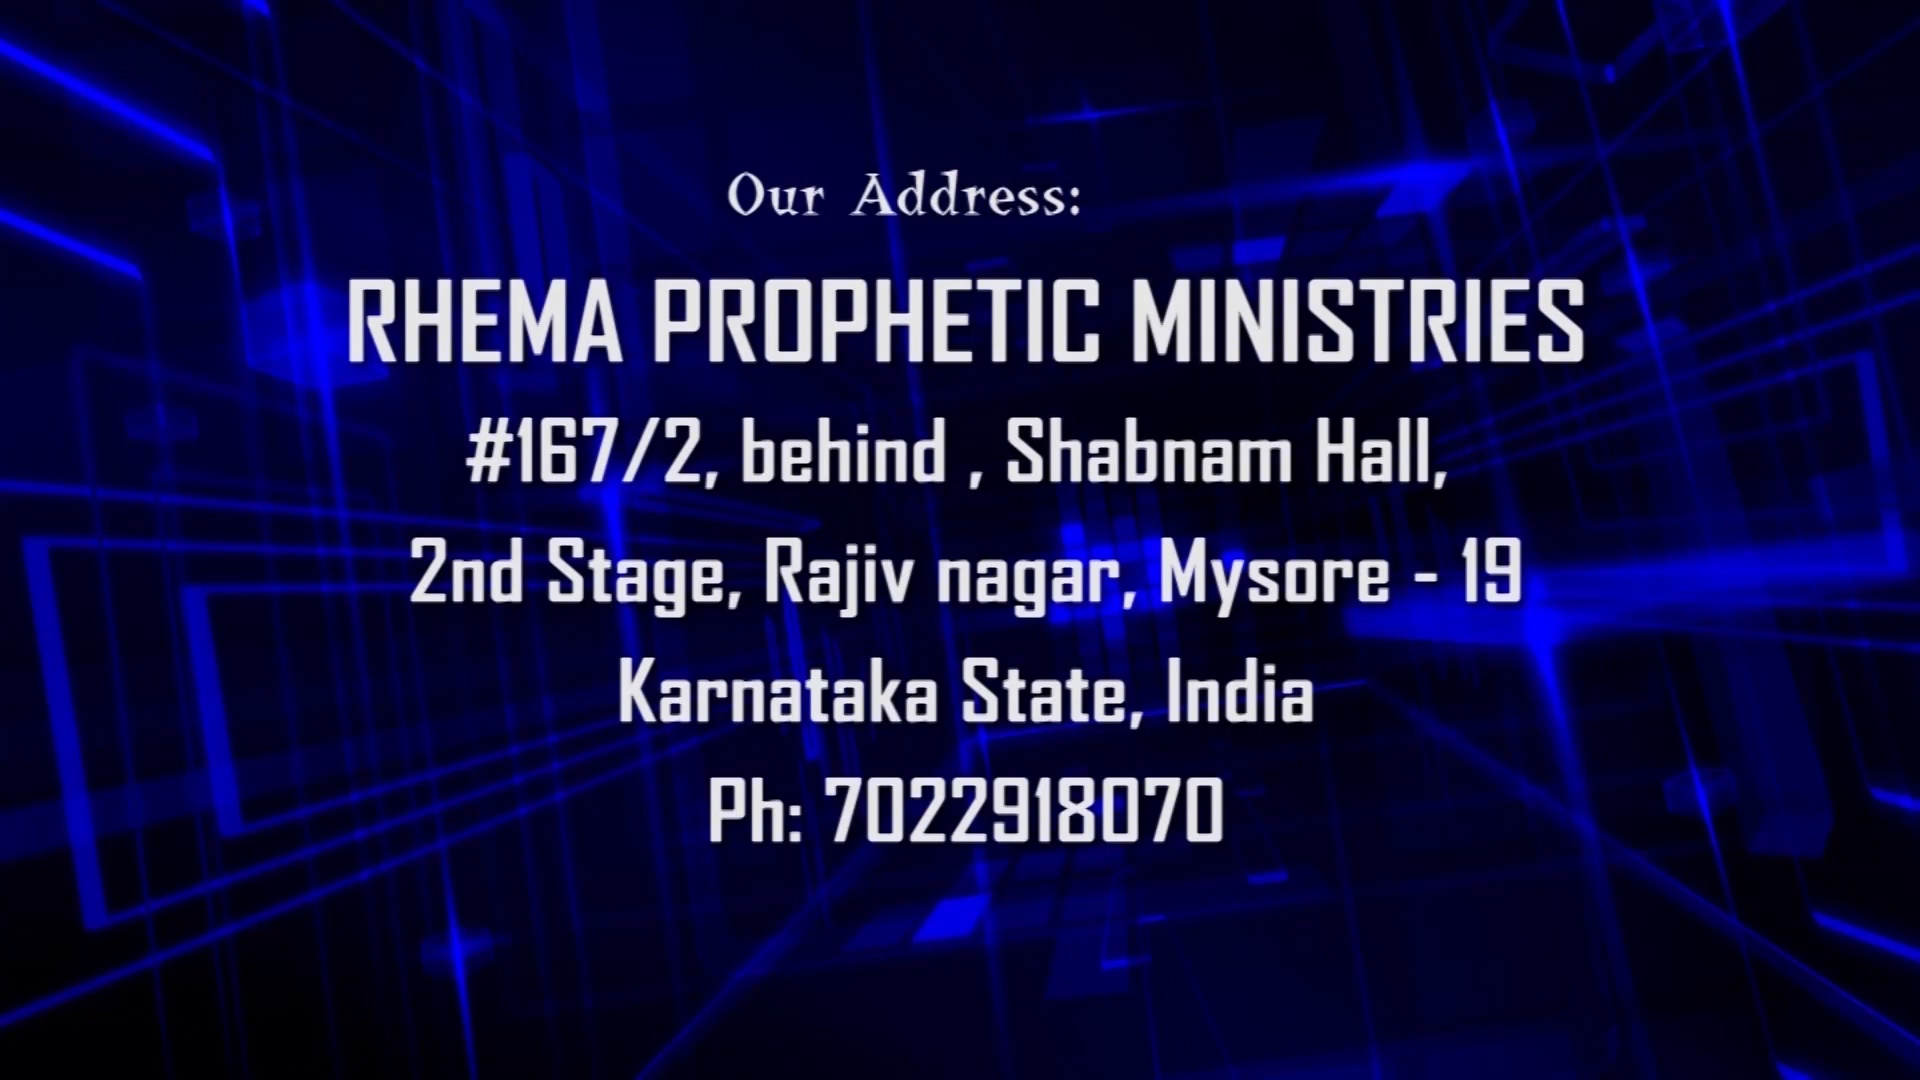 Our Address:
RHEMA PROPHETIC MINISTRIES
#167/2, behind , Shabnam Hall,
2nd Stage, Rajiv nagar, Mysore - 19
Karnataka State, India
Ph: 7022918070